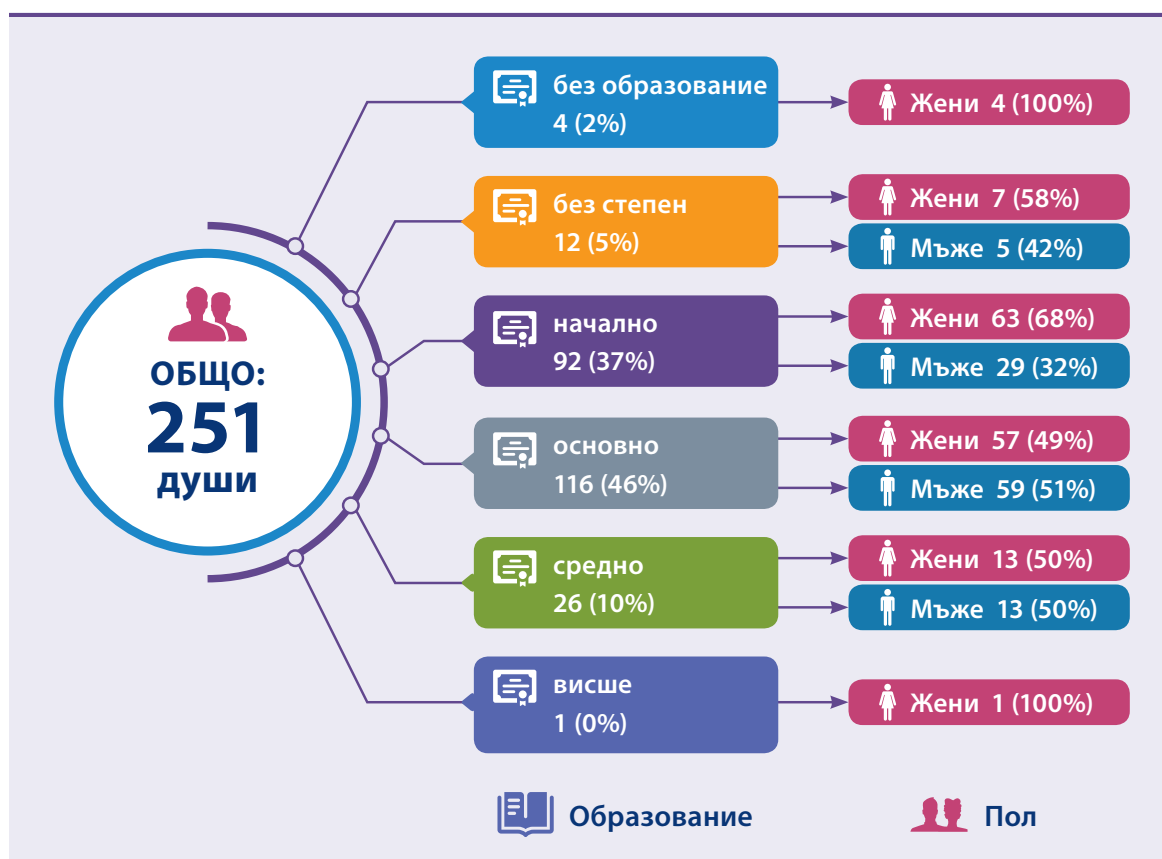 ОБЩО:
251
души
без образование
4 (2%)
Жени 4 (100%)
без степен
12 (5%)
Жени 7 (58%)
Мъже 5 (42%)
начално
92 (37%)
Жени 63 (68%)
Мъже 29 (32%)
основно
116 (46%)
Жени 57 (49%)
Мъже 59 (51%)
средно
26 (10%)
Жени 13 (50%)
Мъже 13 (50%)
висше
1 (0%)
Жени 1 (100%)
Образование
Пол